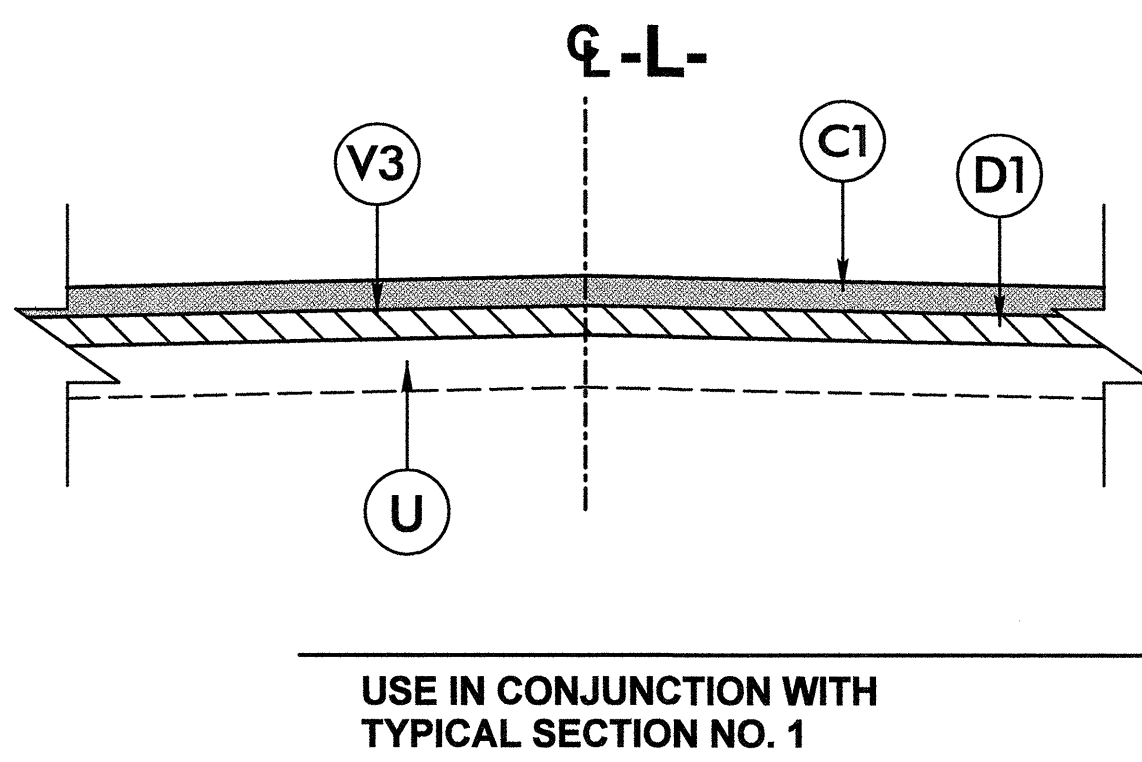 ℄ -L-
V3
C1
D1
U
USE IN CONJUNCTION WITH
TYPICAL SECTION NO. 1